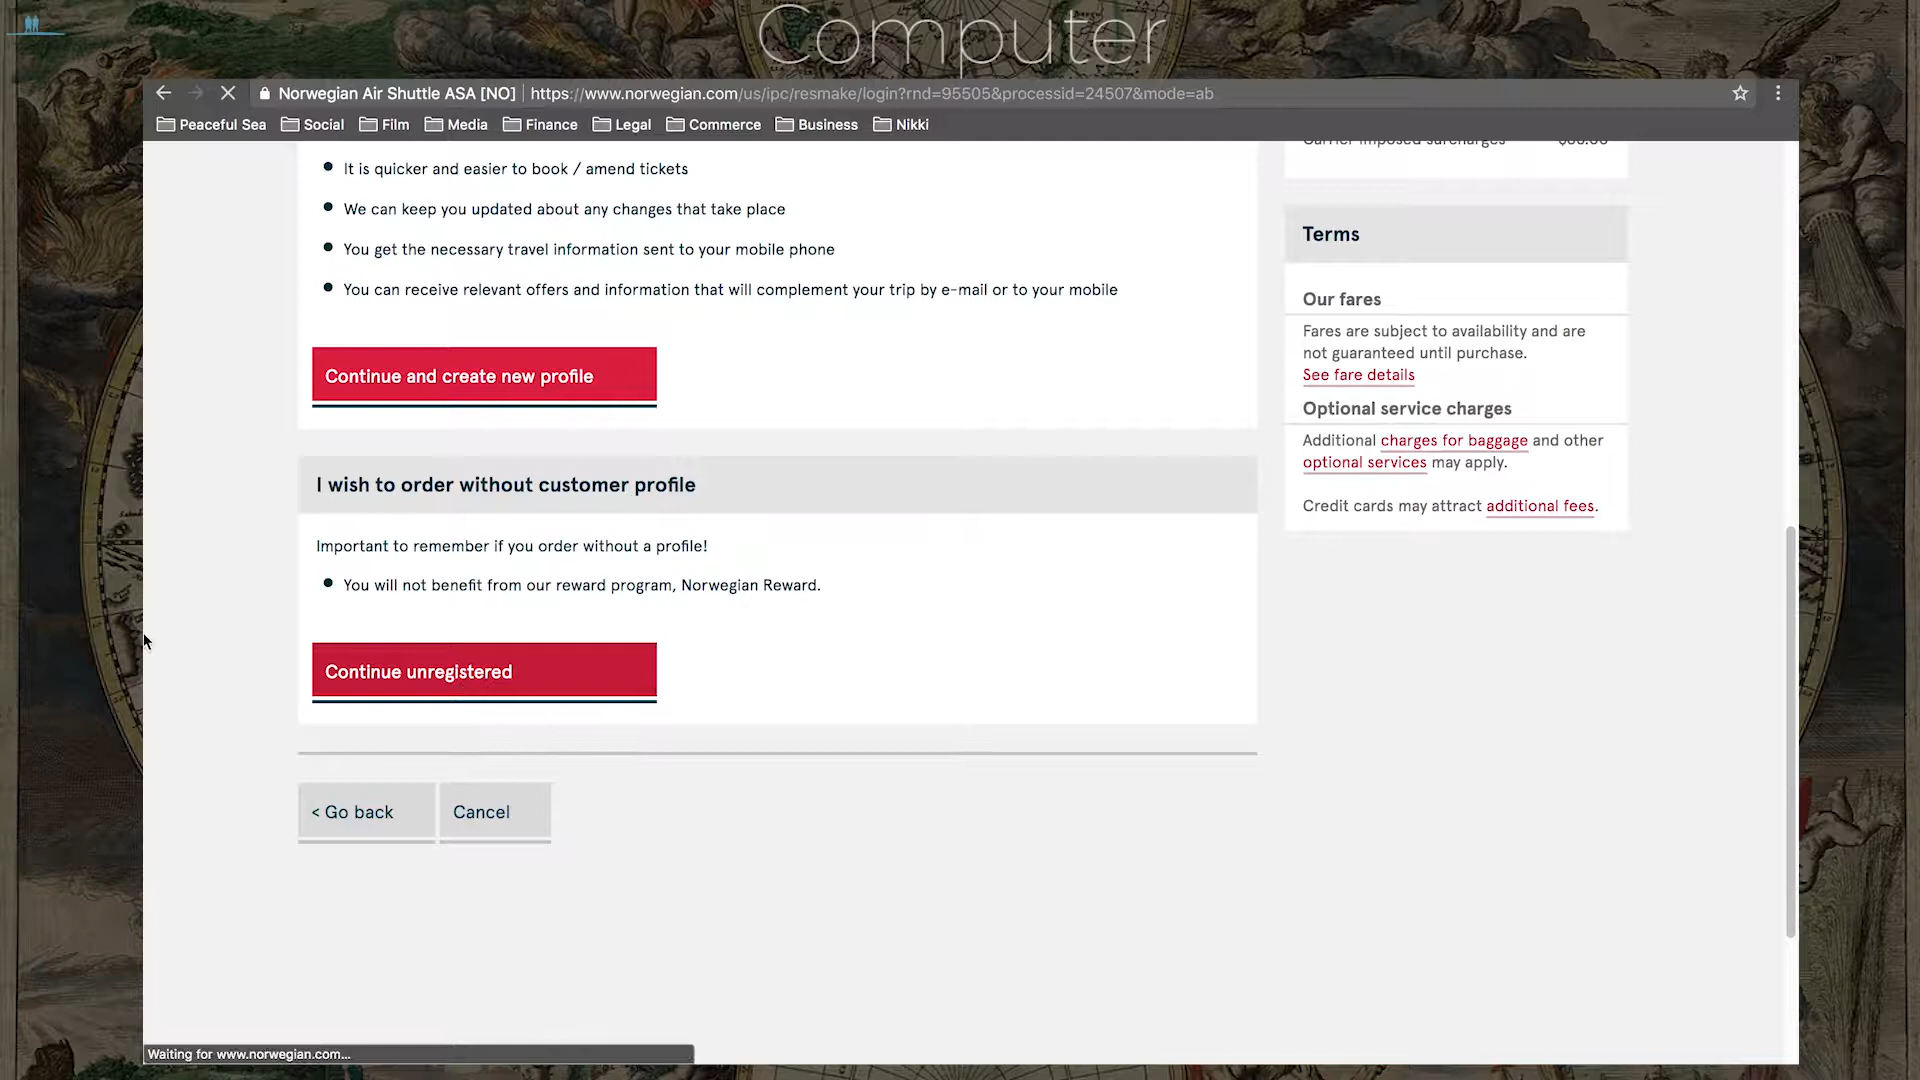 Computer
Norwegian Air Shuttle ASA [NO] https://www.norwegian.com/us/ipc/resmake/login?rnd=95505&processid=24507&mode=ab
Peaceful Sea Social Film Media Finance Legal Commerce Business Nikki
It is quicker and easier to book / amend tickets
We can keep you updated about any changes that take place
You get the necessary travel information sent to your mobile phone
You can receive relevant offers and information that will complement your trip by e-mail or to your mobile
Continue and create new profile
I wish to order without customer profile
Important to remember if you order without a profile!
You will not benefit from our reward program, Norwegian Reward.
Continue unregistered
< Go back
Cancel
Carrier imposed surcharges
Terms
Our fares
Fares are subject to availability and are
not guaranteed until purchase.
See fare details
Optional service charges
Additional charges for baggage and other
optional services may apply.
Credit cards may attract additional fees.
Waiting for www.norwegian.com...